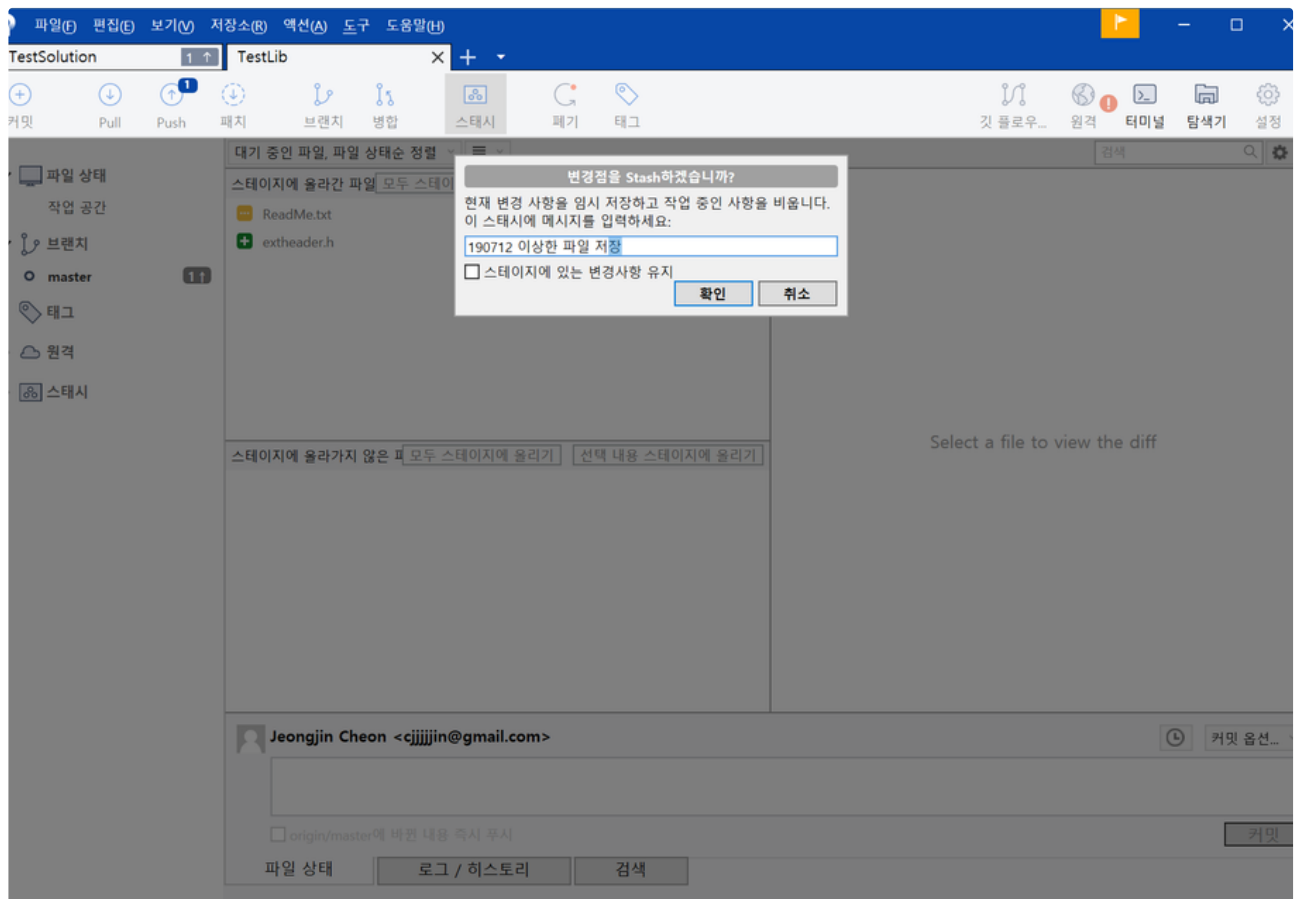 파일(F) 편집(E) 보기(V) 저장소(R) 액션(A) 도구 도움말(H)
TestSolution 1 ↑ TestLib
커밋 Pull 1 Push 패치 브랜치 병합 스태시 폐기 태그 깃 플로우... 원격 터미널 탐색기 설정
대기 중인 파일, 파일 상태순 정렬 검색
파일 상태
작업 공간
브랜치
master 1↑
태그
원격
스태시
스테이지에 올라간 파일 모두 스테이
ReadMe.txt
extheader.h
변경점을 Stash하겠습니까?
현재 변경 사항을 임시 저장하고 작업 중인 사항을 비웁니다.
이 스태시에 메시지를 입력하세요:
190712 이상한 파일 저장
스테이지에 있는 변경사항 유지
확인 취소
스테이지에 올라가지 않은 파 모두 스테이지에 올리기 선택 내용 스테이지에 올리기
Select a file to view the diff
Jeongjin Cheon <cjjjjjin@gmail.com>
커밋 옵션...
origin/master에 바뀐 내용 즉시 푸시
커밋
파일 상태 로그 / 히스토리 검색